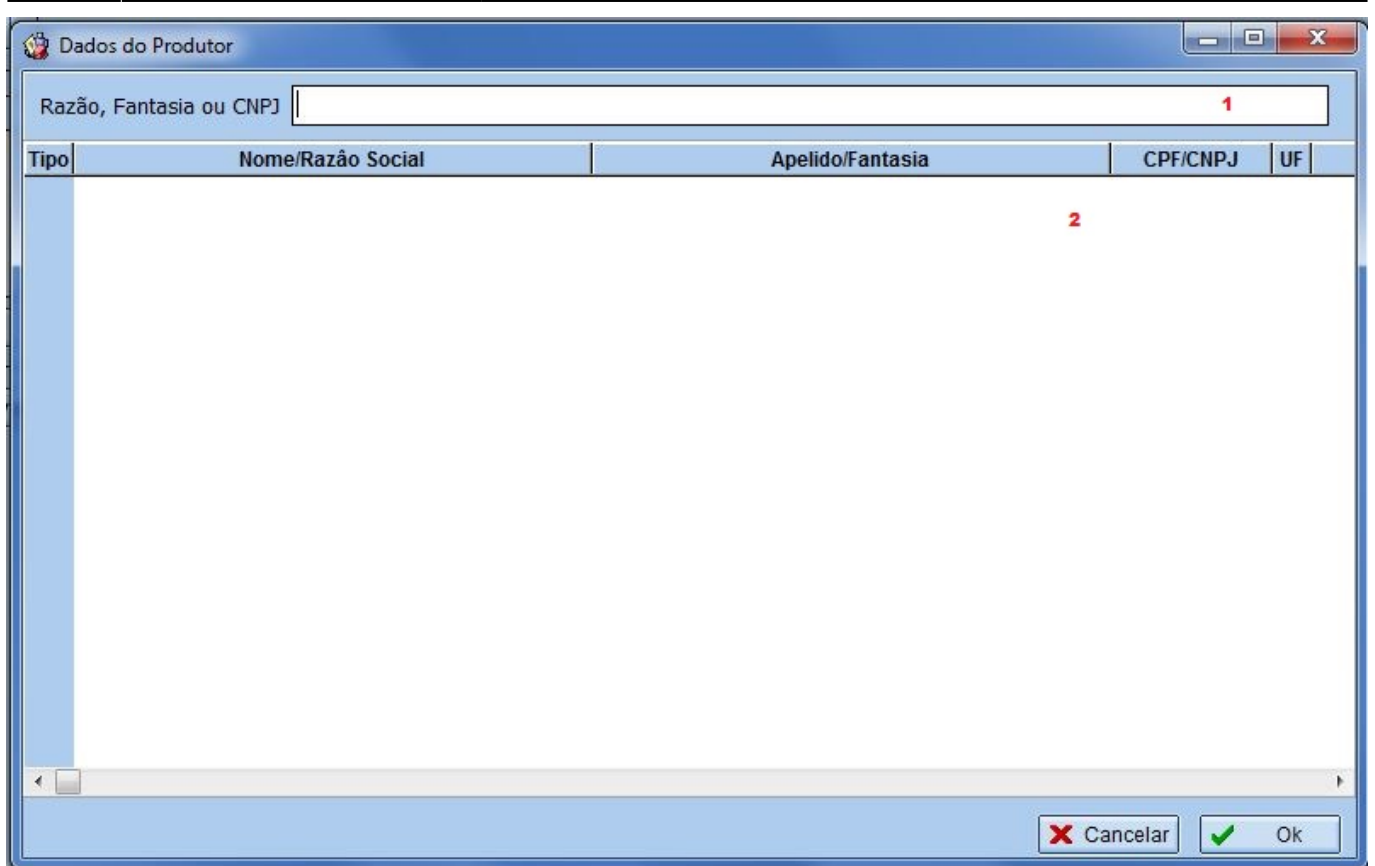 Dados do Produtor
Razão, Fantasia ou CNPJ 1
Tipo Nome/Razâo Social Apelido/Fantasia CPF/CNPJ UF
2
Cancelar Ok